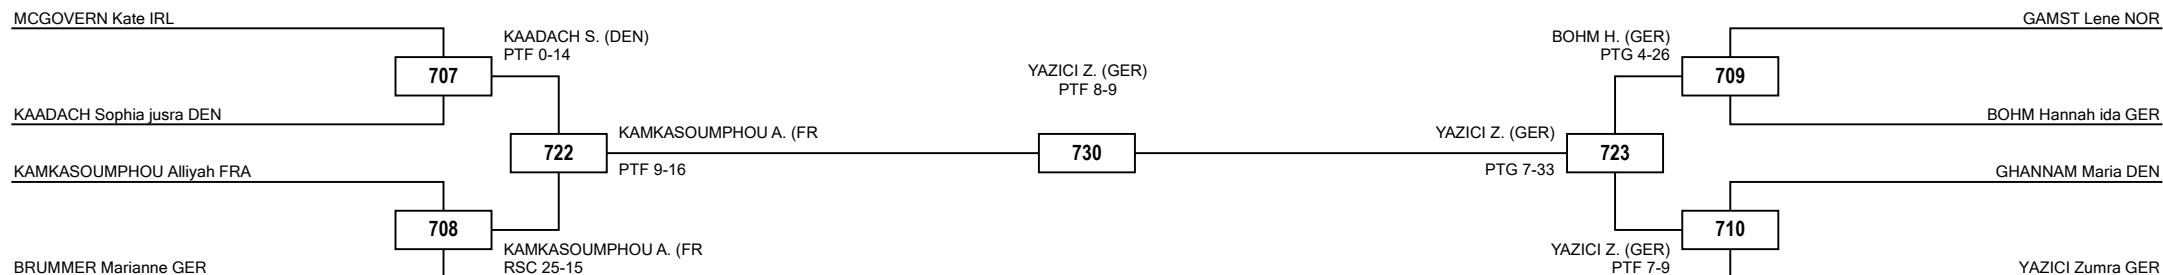 MCGOVERN Kate IRL
GAMST Lene NOR
KAADACH S. (DEN)
PTF 0-14
BOHM H. (GER)
PTG 4-26
707
YAZICI Z. (GER)
PTF 8-9
709
KAADACH Sophia jusra DEN
BOHM Hannah ida GER
722
KAMKASOUMPHOU A. (FR
PTF 9-16
730
YAZICI Z. (GER)
PTG 7-33
723
KAMKASOUMPHOU Alliyah FRA
GHANNAM Maria DEN
708
710
KAMKASOUMPHOU A. (FR
RSC 25-15
YAZICI Z. (GER)
PTF 7-9
BRUMMER Marianne GER
YAZICI Zumra GER